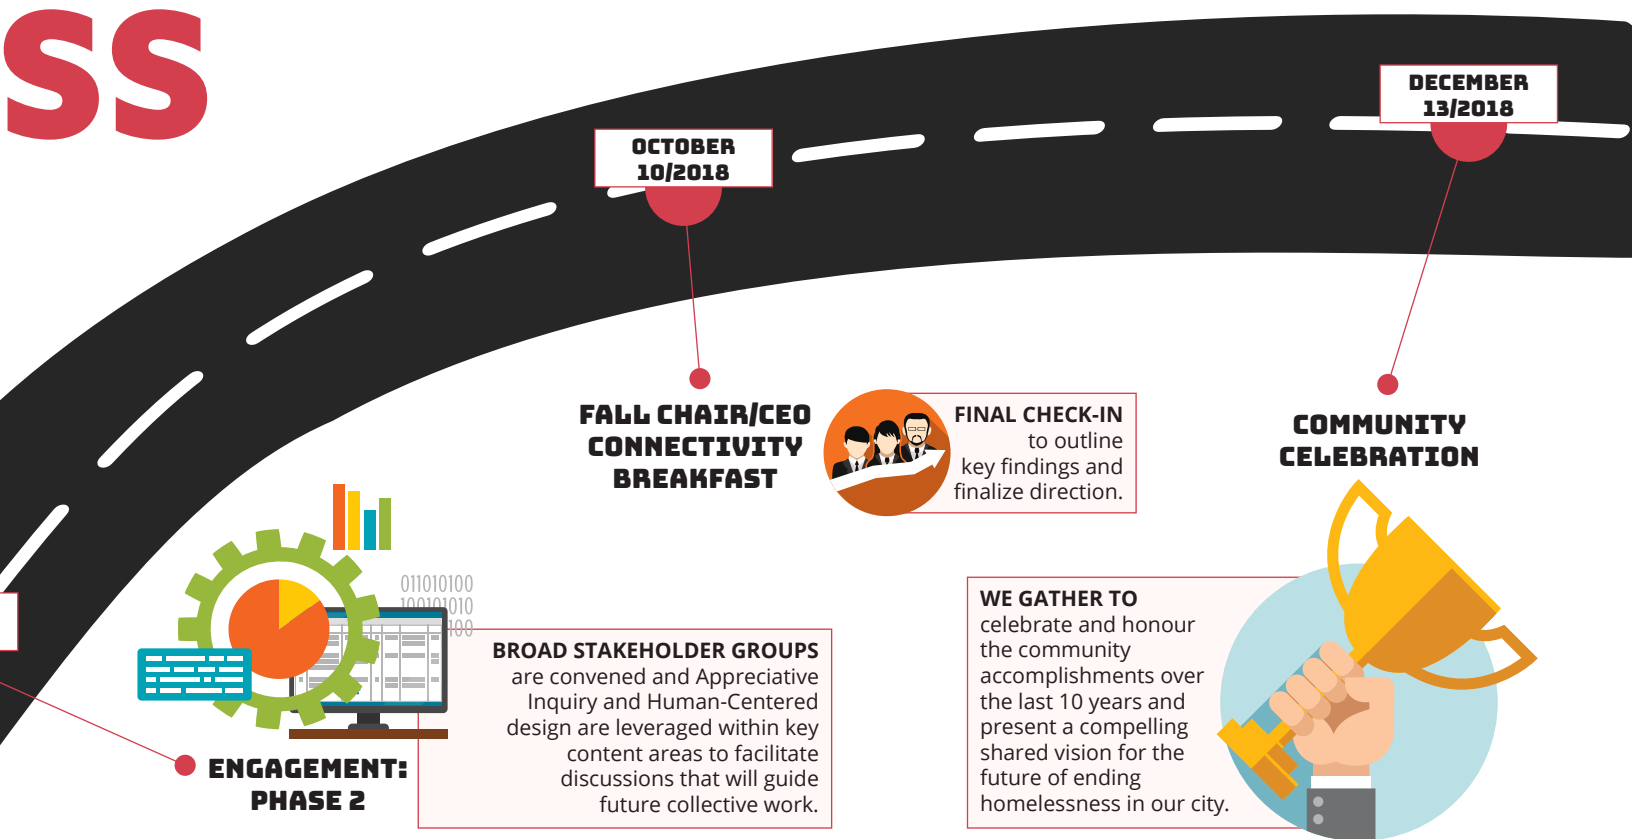 SS
DECEMBER
13/2018
OCTOBER
10/2018
FALL CHAIR/CEO
CONNECTIVITY
BREAKFAST
FINAL CHECK-IN
to outline
key findings and
finalize direction.
COMMUNITY
CELEBRATION
WE GATHER TO
celebrate and honour
the community
accomplishments over
the last 10 years and
present a compelling
shared vision for the
future of ending
homelessness in our city.
011010100
100101010
100
ENGAGEMENT:
PHASE 2
BROAD STAKEHOLDER GROUPS
are convened and Appreciative
Inquiry and Human-Centered
design are leveraged within key
content areas to facilitate
discussions that will guide
future collective work.